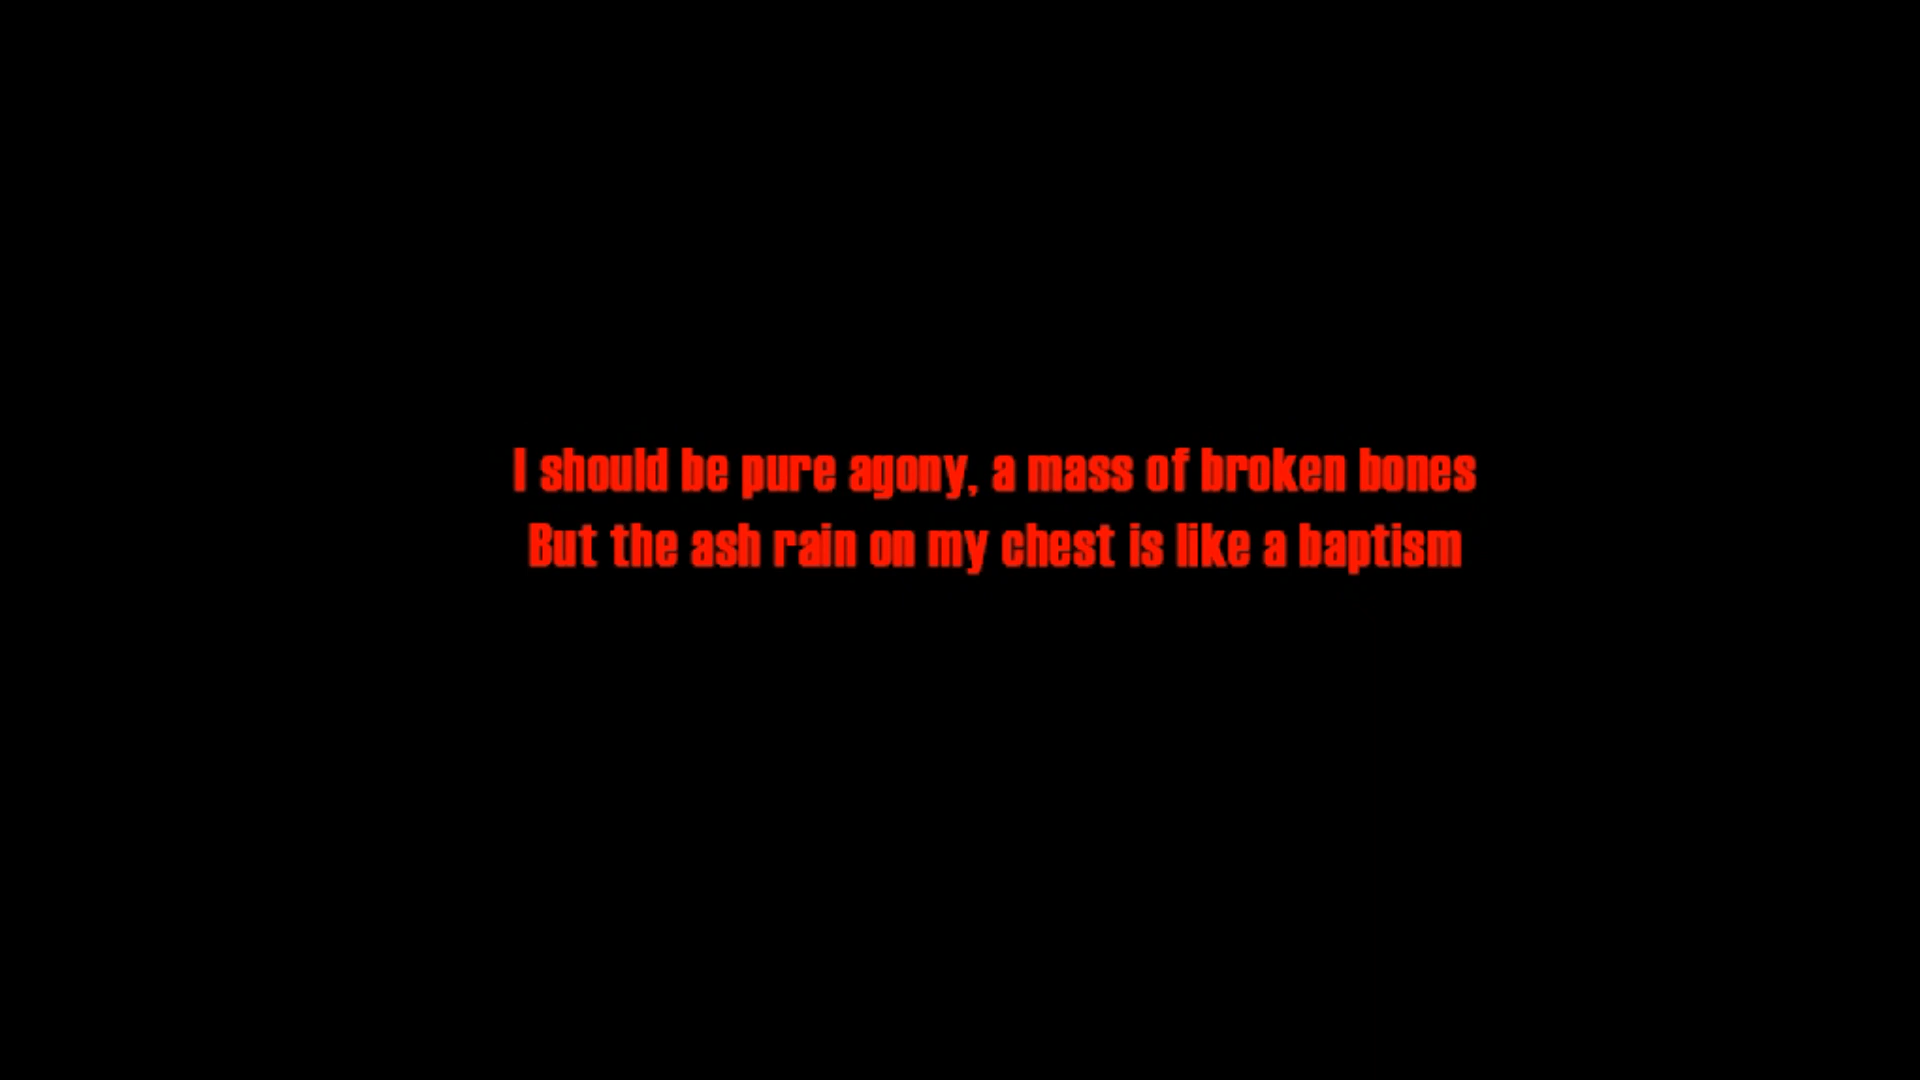 I should be pure agony, a mass of broken bones
But the ash rain on my chest is like a baptism